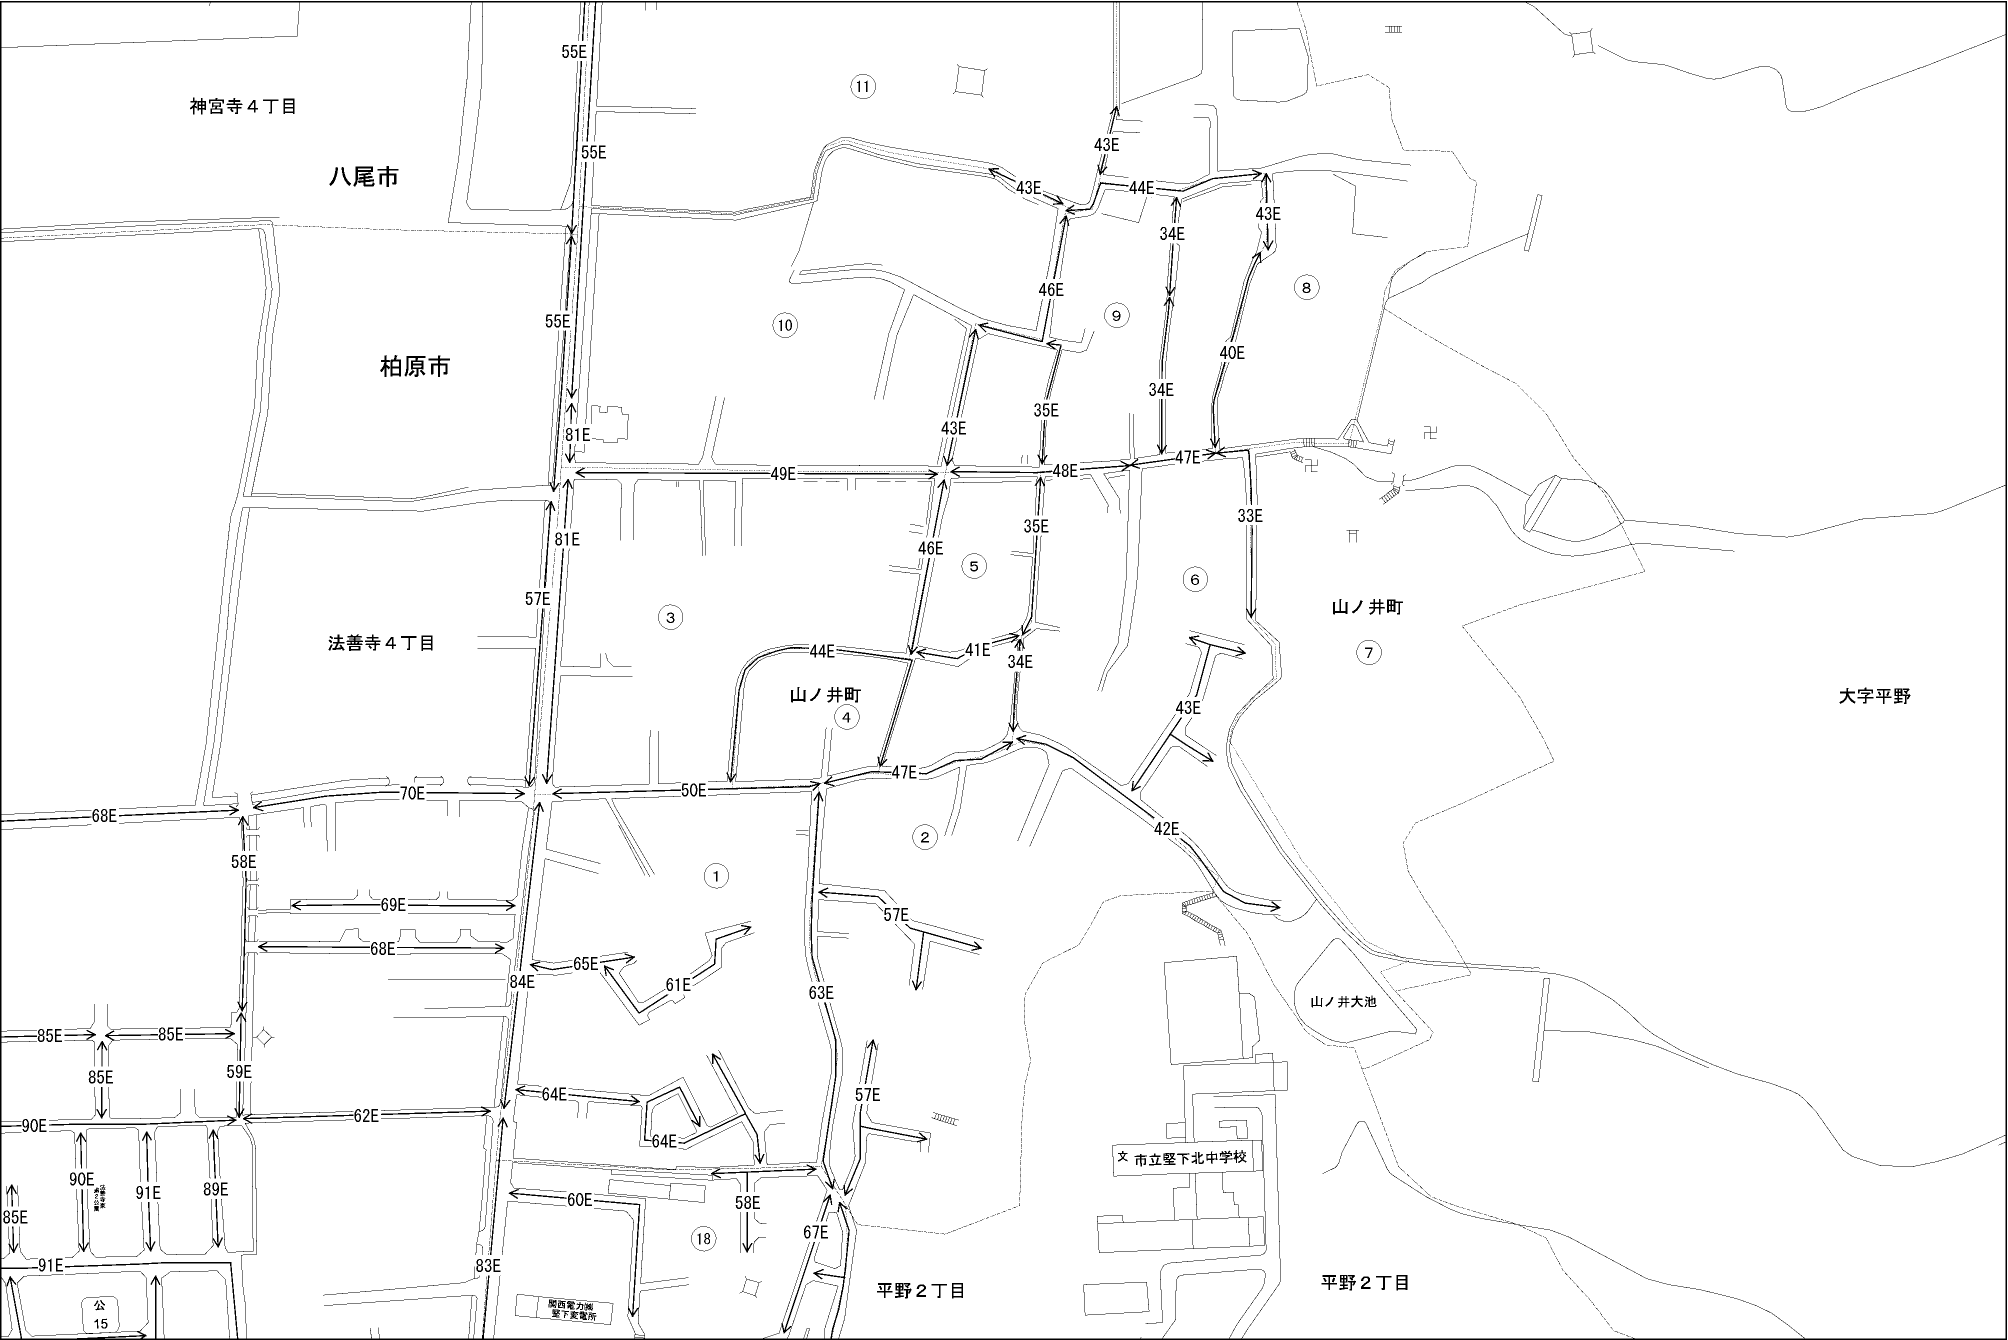 55E
11
神宮寺４丁目
43E
55E
八尾市
43E
44E
43E
34E
46E
8
55E
10
9
40E
柏原市
34E
35E
43E
81E
49E
48E
47E
33E
35E
81E
46E
5
6
57E
3
山ノ井町
法善寺４丁目
44E
41E
34E
7
山ノ井町
大字平野
4
43E
47E
70E
50E
68E
42E
2
58E
1
69E
57E
68E
65E
84E
61E
63E
山ノ井大池
85E
85E
59E
85E
64E
57E
62E
90E
64E
文 市立堅下北中学校
90E
91E
89E
60E
58E
85E
67E
18
83E
91E
平野２丁目
平野２丁目
公
15
関西電力㈱
堅下変電所